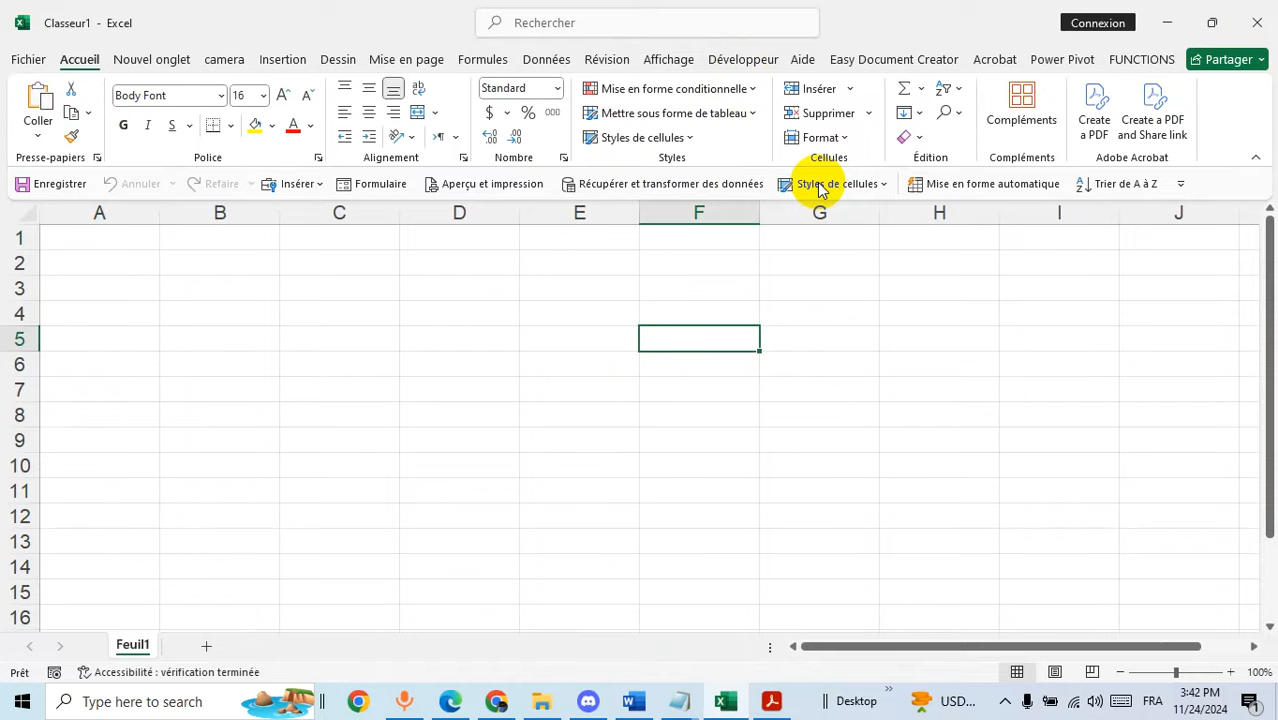 Classeur1 - Excel
Rechercher
Connexion
Fichier Accueil Nouvel onglet camera Insertion Dessin Mise en page Formules Données Révision Affichage Développeur Aide Easy Document Creator Acrobat Power Pivot FUNCTIONS Partager
Coller
Body Font 16
G I S A
Standard
$ % 000
Mise en forme conditionnelle
Mettre sous forme de tableau
Styles de cellules
Insérer
Supprimer
Format
Compléments
Create a PDF
Create a PDF and Share link
Presse-papiers Police Alignement Nombre Styles Cellules Édition Compléments Adobe Acrobat
Enregistrer Annuler Refaire Insérer Formulaire Aperçu et impression Récupérer et transformer des données Styles de cellules Mise en forme automatique Trier de A à Z
A B C D E F G H I J
1
2
3
4
5
6
7
8
9
10
11
12
13
14
15
16
Feuil1
Prêt Accessibilité : vérification terminée 100%
Type here to search Desktop USD... FRA 3:42 PM
11/24/2024 1